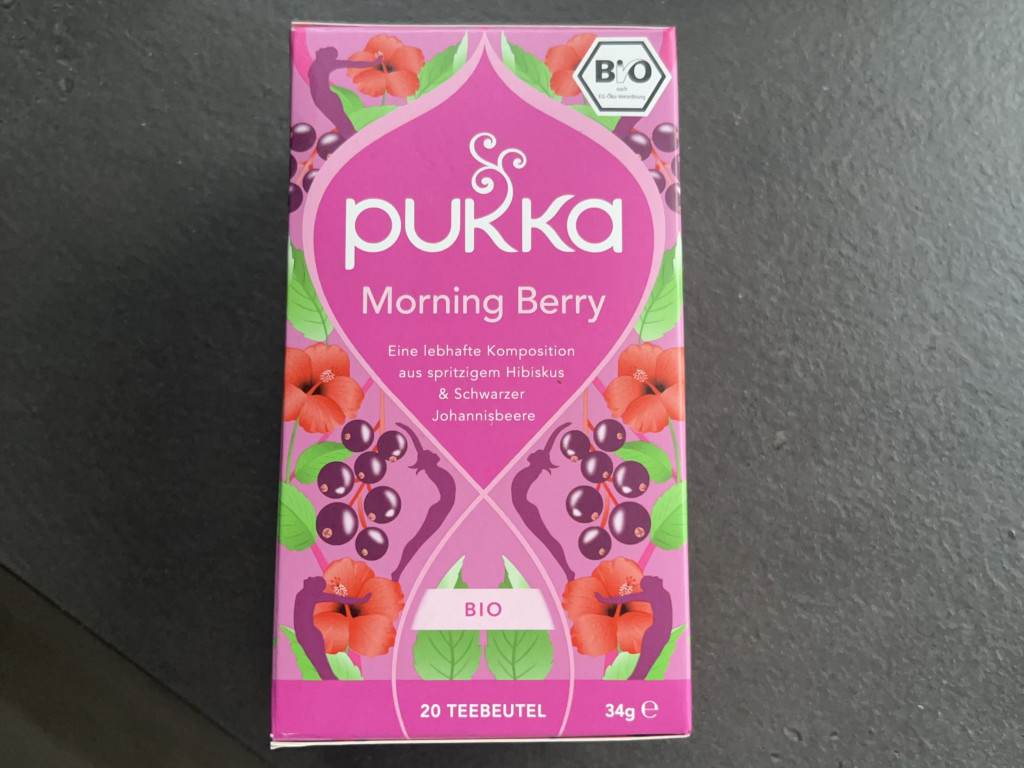 BIO
nach
EG-Öko-Verordnung
pukka
Morning Berry
Eine lebhafte Komposition
aus spritzigem Hibiskus
& Schwarzer
Johannisbeere
BIO
20 TEEBEUTEL 34g ℮